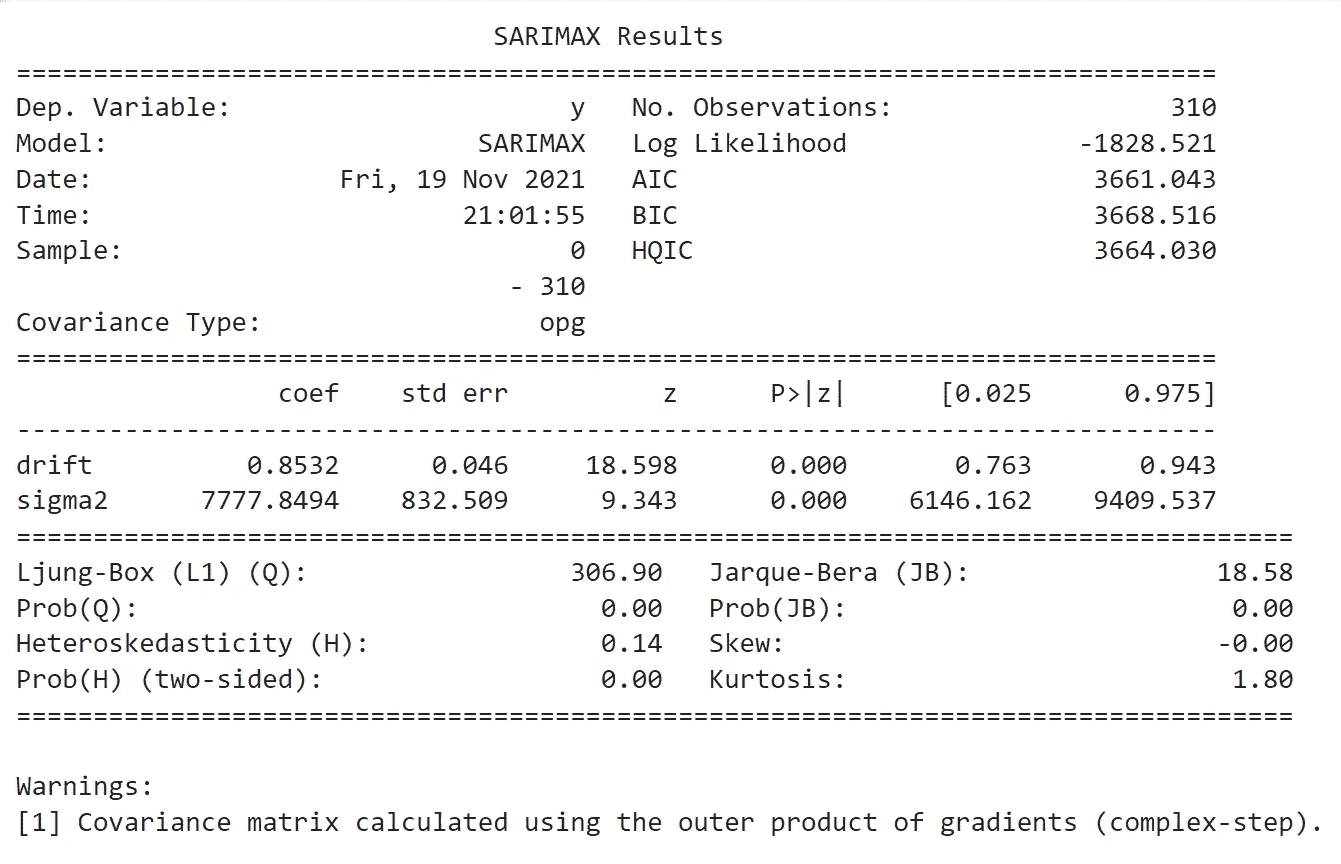 SARIMAX Results
==============================================================================
Dep. Variable: y No. Observations: 310
Model: SARIMAX Log Likelihood -1828.521
Date: Fri, 19 Nov 2021 AIC 3661.043
Time: 21:01:55 BIC 3668.516
Sample: 0 HQIC 3664.030
- 310
Covariance Type: opg
==============================================================================
coef std err z P>|z| [0.025 0.975]
------------------------------------------------------------------------------
drift 0.8532 0.046 18.598 0.000 0.763 0.943
sigma2 7777.8494 832.509 9.343 0.000 6146.162 9409.537
===================================================================================
Ljung-Box (L1) (Q): 306.90 Jarque-Bera (JB): 18.58
Prob(Q): 0.00 Prob(JB): 0.00
Heteroskedasticity (H): 0.14 Skew: -0.00
Prob(H) (two-sided): 0.00 Kurtosis: 1.80
===================================================================================
Warnings:
[1] Covariance matrix calculated using the outer product of gradients (complex-step).